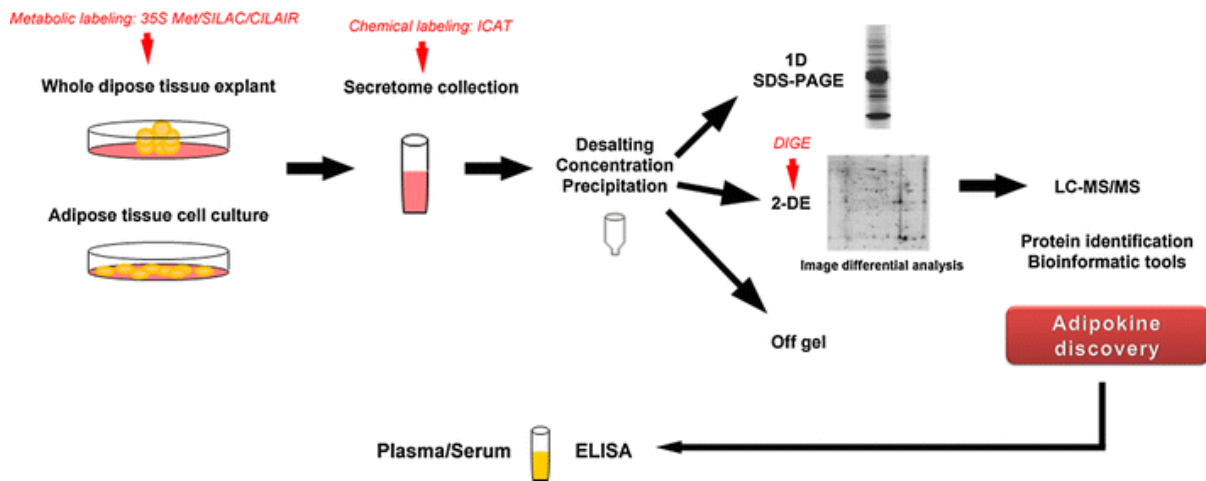 Metabolic labeling: 35S Met/SILAC/CILAIR
Whole dipose tissue explant
Adipose tissue cell culture
Chemical labeling: ICAT
Secretome collection
Desalting
Concentration
Precipitation
1D
SDS-PAGE
DIGE
2-DE
Image differential analysis
Off gel
LC-MS/MS
Protein identification
Bioinformatic tools
Adipokine
discovery
Plasma/Serum
ELISA